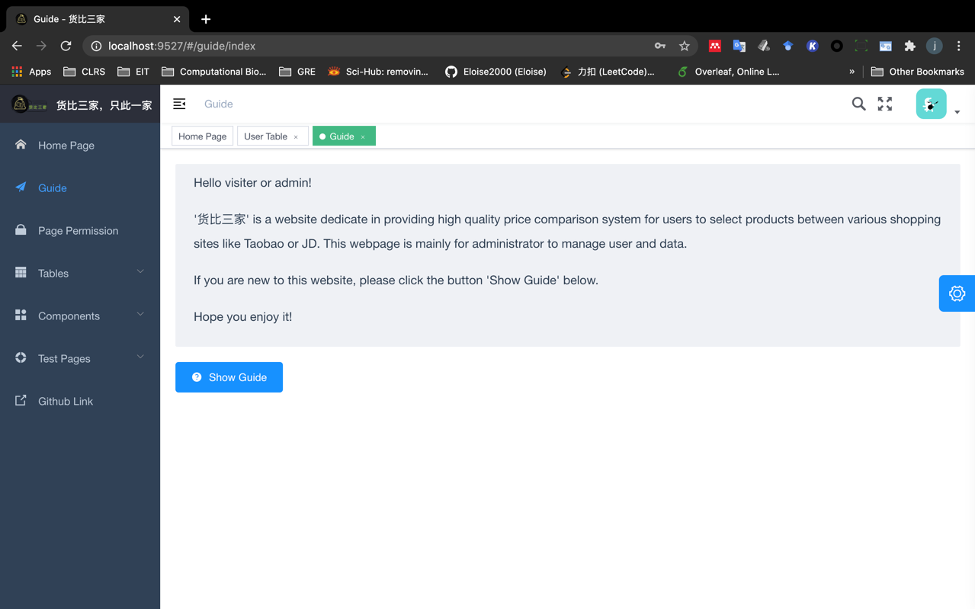 Guide - 货比三家
localhost:9527/#/guide/index
Apps CLRS EIT Computational Bio... GRE Sci-Hub: removin... Eloise2000 (Eloise) 力扣 (LeetCode)... Overleaf, Online L... » Other Bookmarks
货比三家，只此一家
Guide
Home Page User Table × Guide ×
Home Page
Guide
Page Permission
Tables
Components
Test Pages
Github Link
Hello visiter or admin!
'货比三家' is a website dedicate in providing high quality price comparison system for users to select products between various shopping
sites like Taobao or JD. This webpage is mainly for administrator to manage user and data.
If you are new to this website, please click the button 'Show Guide' below.
Hope you enjoy it!
Show Guide